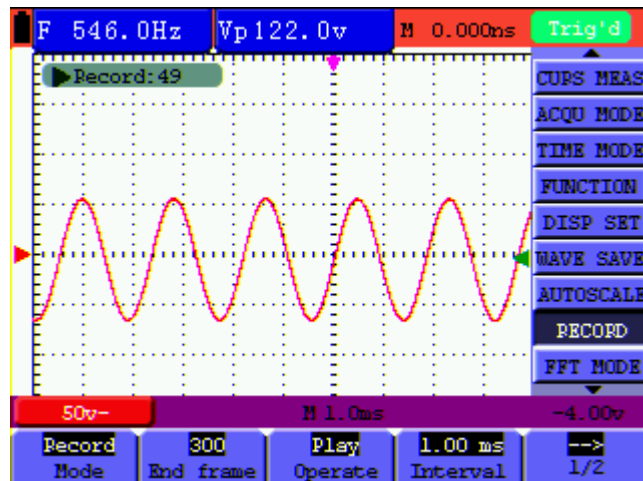 F 546.0Hz
Vp122.0v
M 0.000ns
Trig'd
Record:49
CURS MEAS
ACQU MODE
TIME MODE
FUNCTION
DISP SET
WAVE SAVE
AUTOSCALE
RECORD
FFT MODE
50v~
M 1.0ms
-4.00v
Record
Mode
300
End frame
Play
Operate
1.00 ms
Interval
-->
1/2